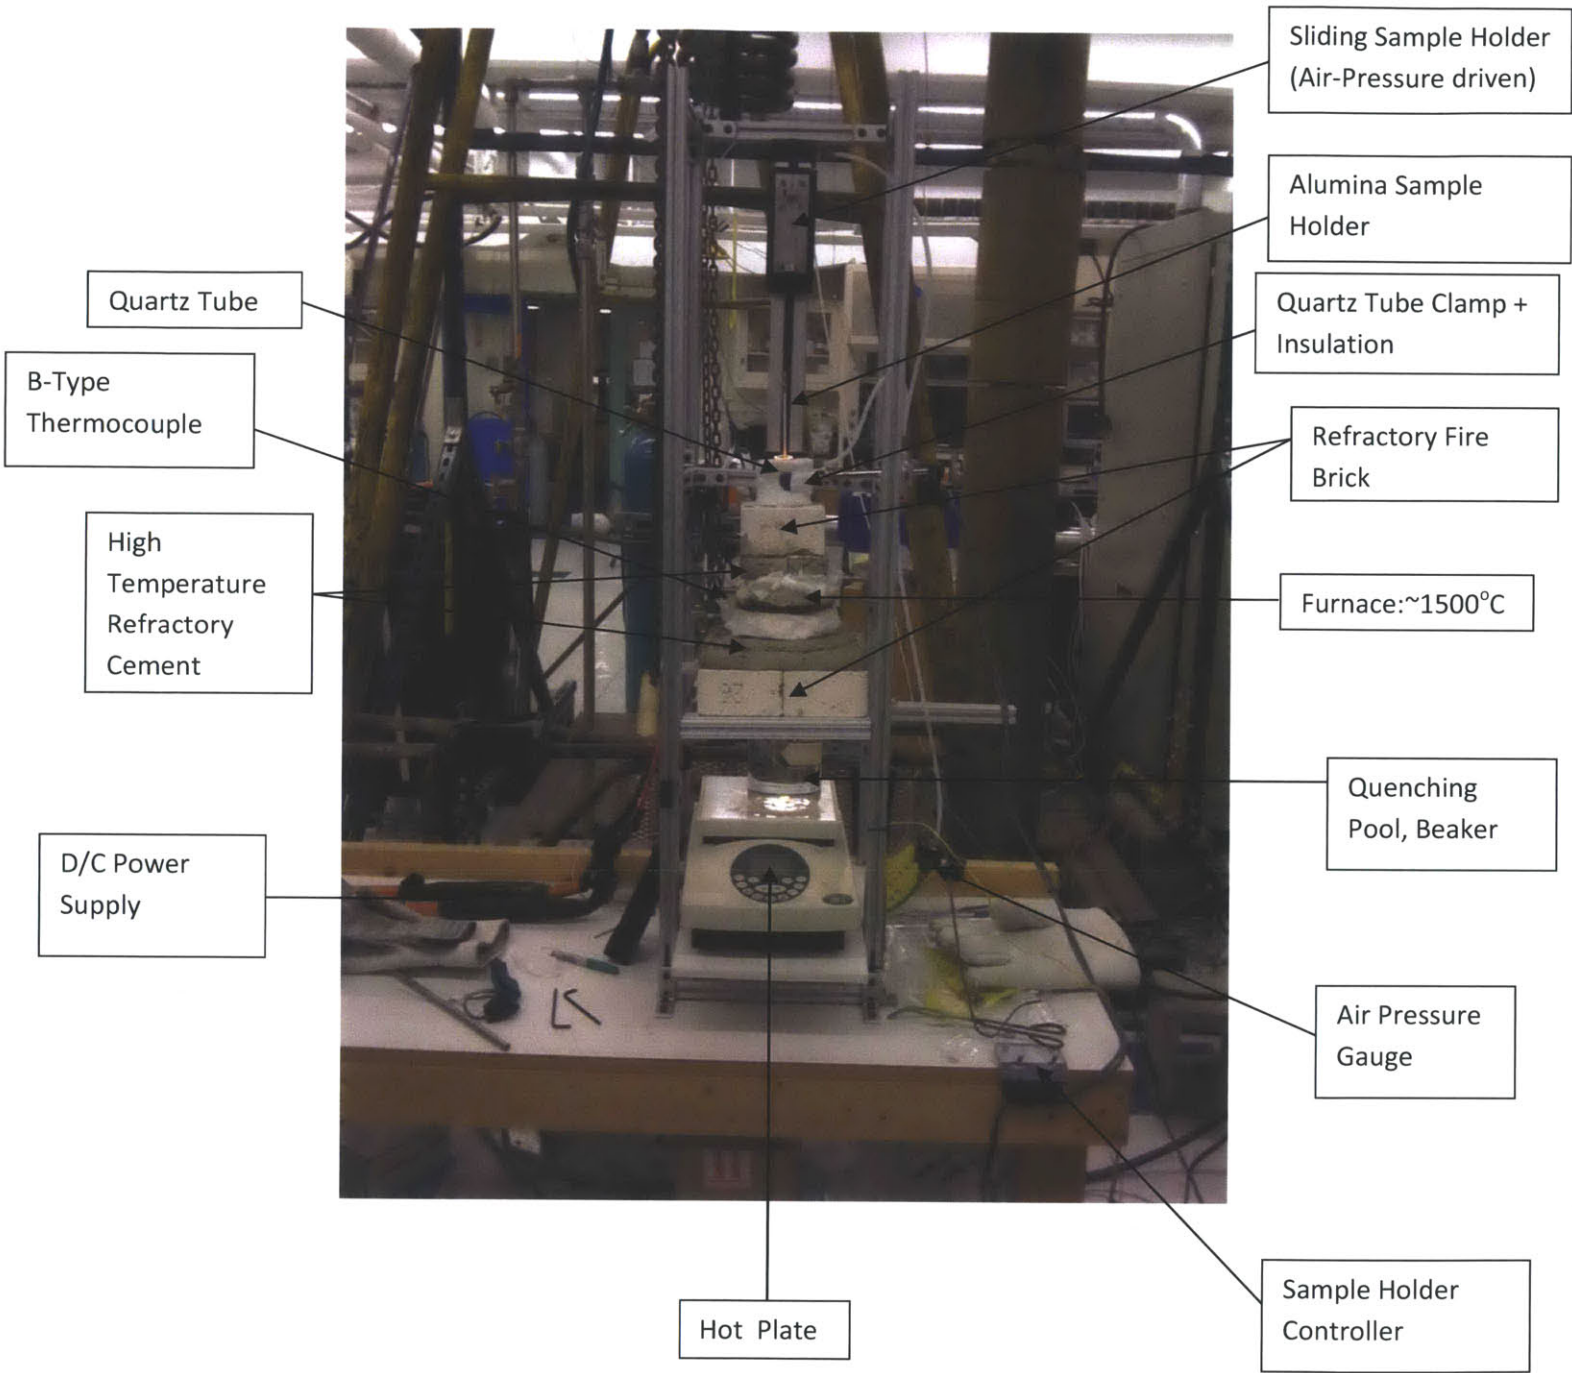 Sliding Sample Holder
(Air-Pressure driven)
Alumina Sample
Holder
Quartz Tube
Quartz Tube Clamp +
Insulation
B-Type
Thermocouple
Refractory Fire
Brick
High
Temperature
Refractory
Cement
Furnace:~1500°C
Quenching
Pool, Beaker
D/C Power
Supply
Air Pressure
Gauge
Sample Holder
Controller
Hot Plate